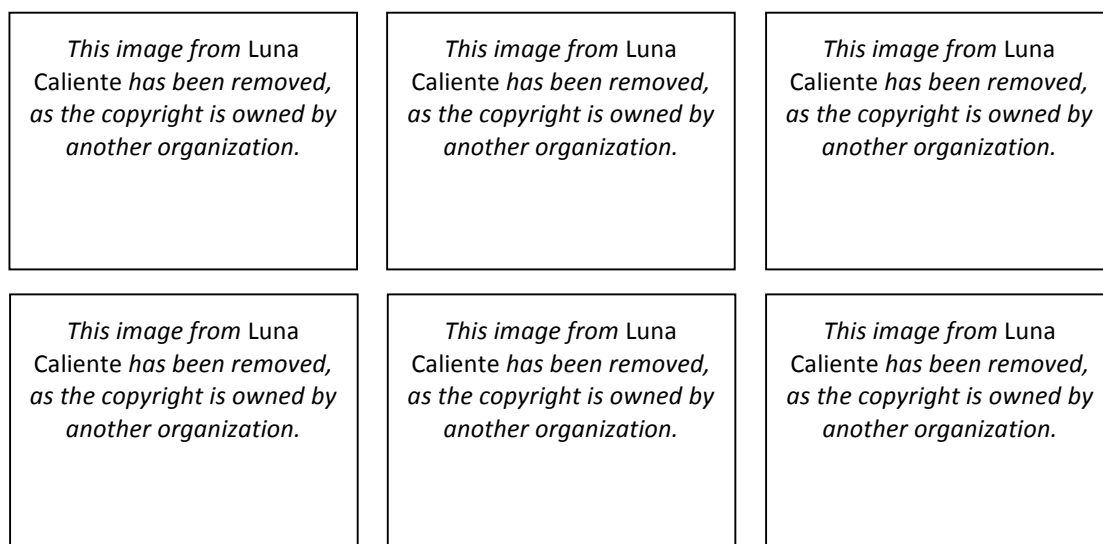 This image from Luna
Caliente has been removed,
as the copyright is owned by
another organization.
This image from Luna
Caliente has been removed,
as the copyright is owned by
another organization.
This image from Luna
Caliente has been removed,
as the copyright is owned by
another organization.
This image from Luna
Caliente has been removed,
as the copyright is owned by
another organization.
This image from Luna
Caliente has been removed,
as the copyright is owned by
another organization.
This image from Luna
Caliente has been removed,
as the copyright is owned by
another organization.